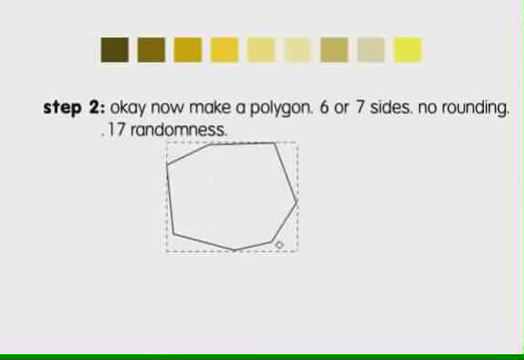 step 2: okay now make a polygon. 6 or 7 sides. no rounding.
.17 randomness.